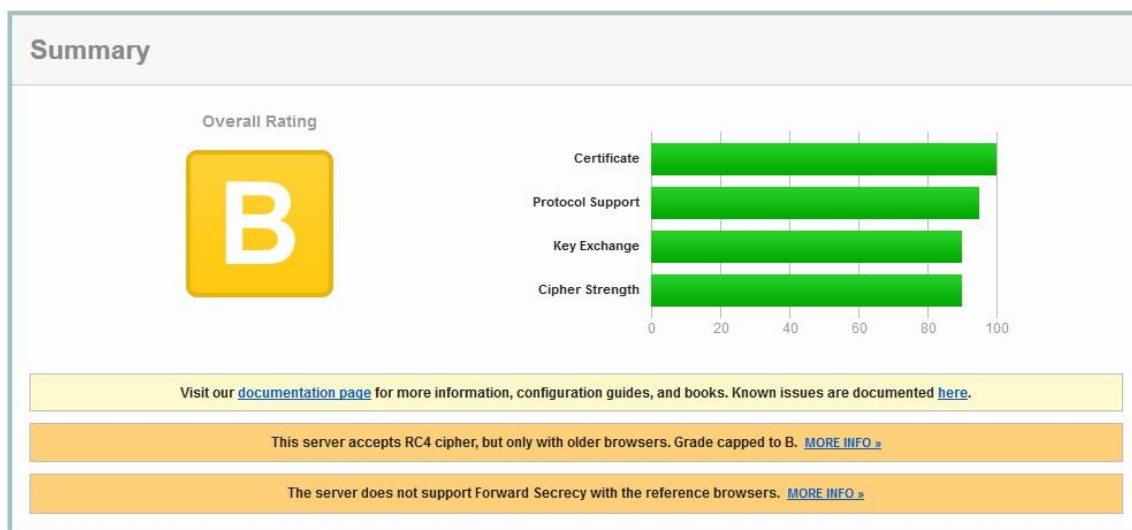 Summary
Overall Rating
B
Certificate
Protocol Support
Key Exchange
Cipher Strength
0 20 40 60 80 100
Visit our documentation page for more information, configuration guides, and books. Known issues are documented here.
This server accepts RC4 cipher, but only with older browsers. Grade capped to B. MORE INFO »
The server does not support Forward Secrecy with the reference browsers. MORE INFO »